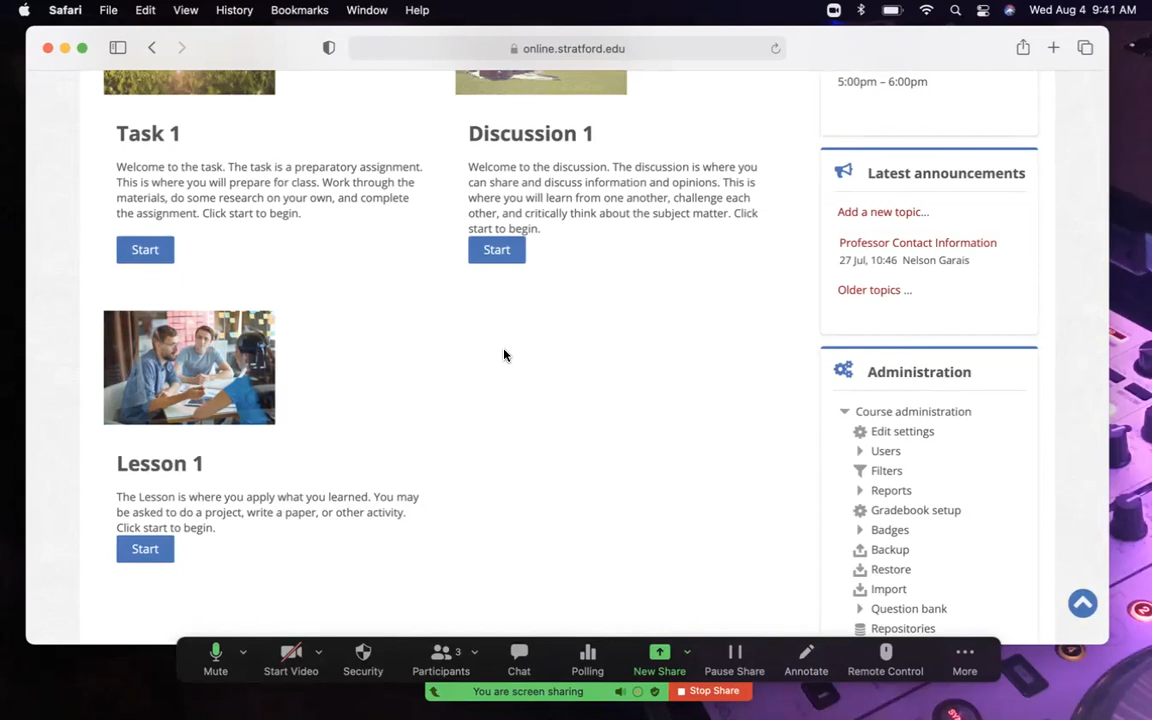 Safari File Edit View History Bookmarks Window Help Wed Aug 4 9:41 AM
online.stratford.edu
5:00pm – 6:00pm
Task 1
Welcome to the task. The task is a preparatory assignment.
This is where you will prepare for class. Work through the
materials, do some research on your own, and complete
the assignment. Click start to begin.
Start
Discussion 1
Welcome to the discussion. The discussion is where you
can share and discuss information and opinions. This is
where you will learn from one another, challenge each
other, and critically think about the subject matter. Click
start to begin.
Start
Lesson 1
The Lesson is where you apply what you learned. You may
be asked to do a project, write a paper, or other activity.
Click start to begin.
Start
Latest announcements
Add a new topic...
Professor Contact Information
27 Jul, 10:46 Nelson Garais
Older topics ...
Administration
Course administration
Edit settings
Users
Filters
Reports
Gradebook setup
Badges
Backup
Restore
Import
Question bank
Repositories
Mute Start Video Security Participants 3 Chat Polling New Share Pause Share Annotate Remote Control More
You are screen sharing Stop Share